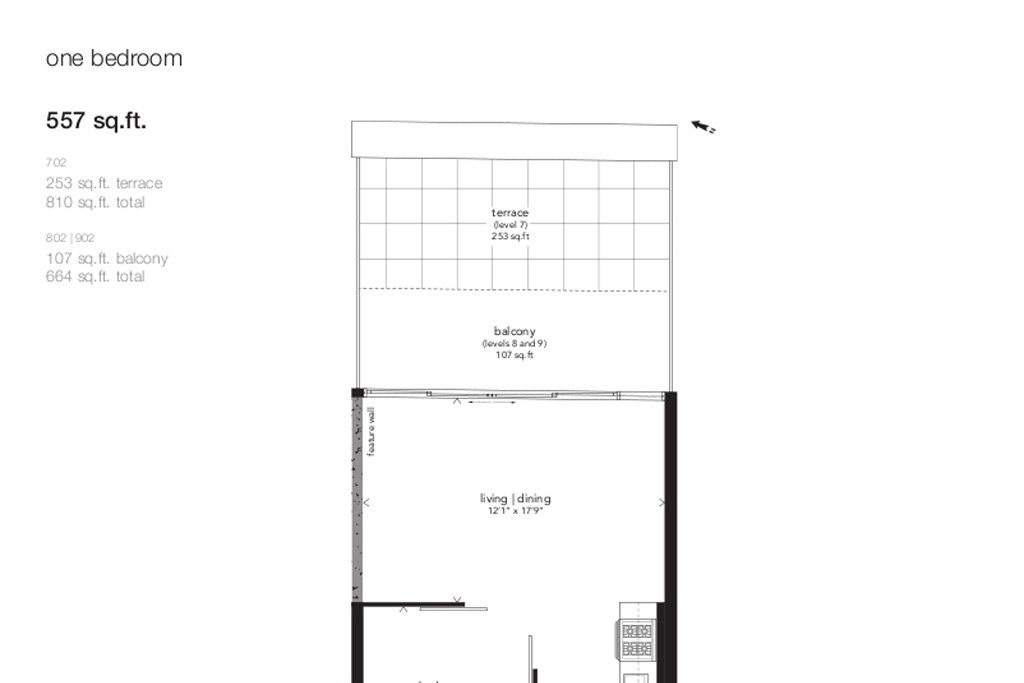 one bedroom
557 sq.ft.
702
253 sq.ft. terrace
810 sq.ft. total
802 | 902
107 sq.ft. balcony
664 sq.ft. total
terrace
(level 7)
253 sq.ft
balcony
(levels 8 and 9)
107 sq.ft
feature wall
living | dining
12'1" x 17'9"